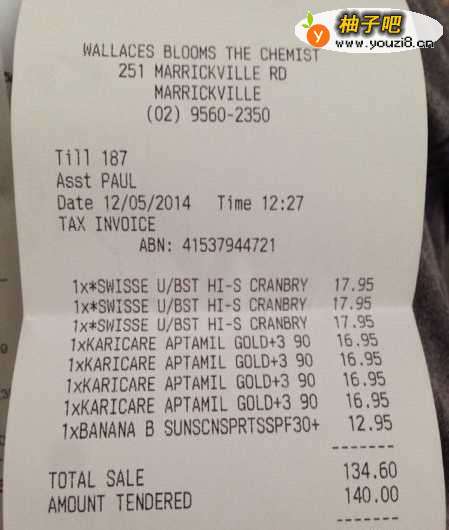 柚子吧
www.youzi8.cn
WALLACES BLOOMS THE CHEMIST
251 MARRICKVILLE RD
MARRICKVILLE
(02) 9560-2350
Till 187
Asst PAUL
Date 12/05/2014 Time 12:27
TAX INVOICE
ABN: 41537944721
1x*SWISSE U/BST HI-S CRANBRY 17.95
1x*SWISSE U/BST HI-S CRANBRY 17.95
1x*SWISSE U/BST HI-S CRANBRY 17.95
1xKARICARE APTAMIL GOLD+3 90 16.95
1xKARICARE APTAMIL GOLD+3 90 16.95
1xKARICARE APTAMIL GOLD+3 90 16.95
1xKARICARE APTAMIL GOLD+3 90 16.95
1xBANANA B SUNSCNSPRTSSPF30+ 12.95
-------
TOTAL SALE 134.60
AMOUNT TENDERED 140.00
-------